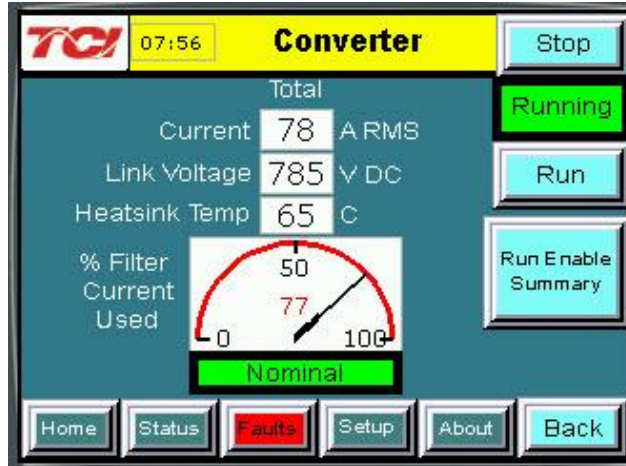 TCI 07:56 Converter Stop
Total
Running
Current 78 A RMS
Link Voltage 785 V DC
Run
Heatsink Temp 65 C
% Filter
Current
Used
50
77
0 100
Run Enable
Summary
Nominal
Home Status Faults Setup About Back